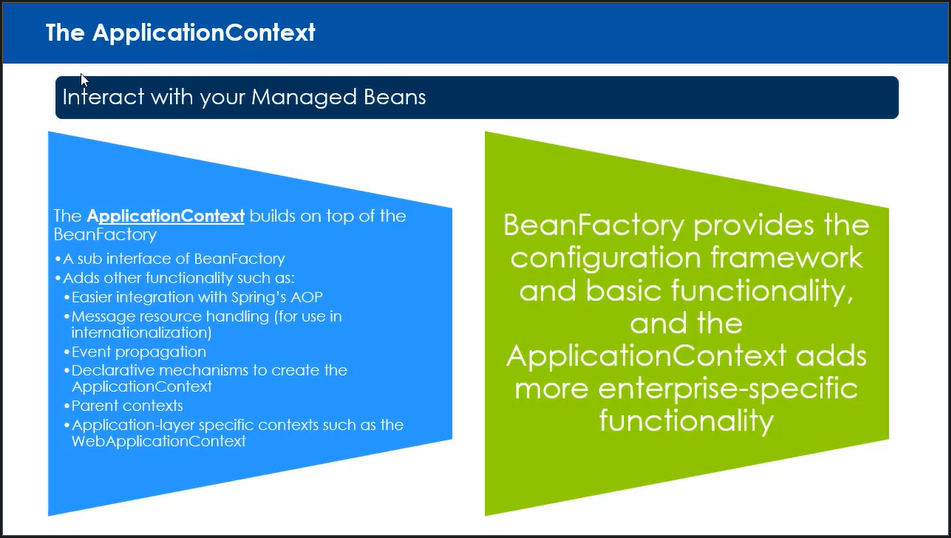 The ApplicationContext
Interact with your Managed Beans
The ApplicationContext builds on top of the
BeanFactory
•A sub interface of BeanFactory
•Adds other functionality such as:
•Easier integration with Spring's AOP
•Message resource handling (for use in
internationalization)
•Event propagation
•Declarative mechanisms to create the
ApplicationContext
•Parent contexts
•Application-layer specific contexts such as the
WebApplicationContext
BeanFactory provides the
configuration framework
and basic functionality,
and the
ApplicationContext adds
more enterprise-specific
functionality